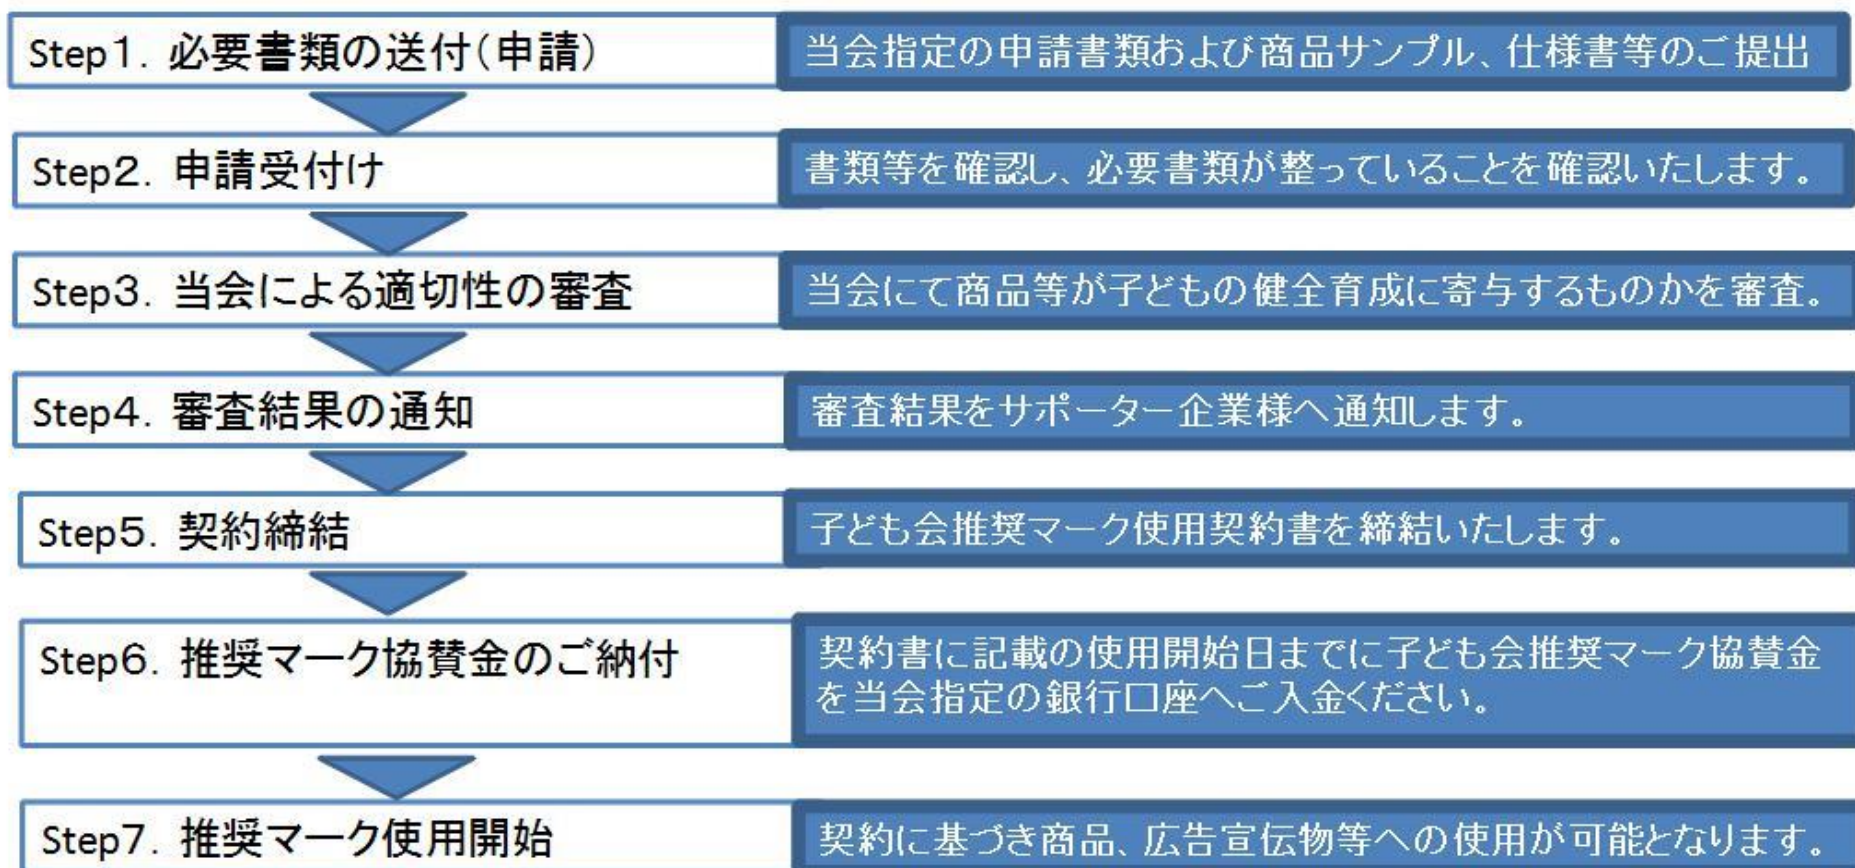 Step1. 必要書類の送付(申請)
当会指定の申請書類および商品サンプル、仕様書等のご提出
Step2. 申請受付け
書類等を確認し、必要書類が整っていることを確認いたします。
Step3. 当会による適切性の審査
当会にて商品等が子どもの健全育成に寄与するものかを審査。
Step4. 審査結果の通知
審査結果をサポーター企業様へ通知します。
Step5. 契約締結
子ども会推奨マーク使用契約書を締結いたします。
Step6. 推奨マーク協賛金のご納付
契約書に記載の使用開始日までに子ども会推奨マーク協賛金
を当会指定の銀行口座へご入金ください。
Step7. 推奨マーク使用開始
契約に基づき商品、広告宣伝物等への使用が可能となります。